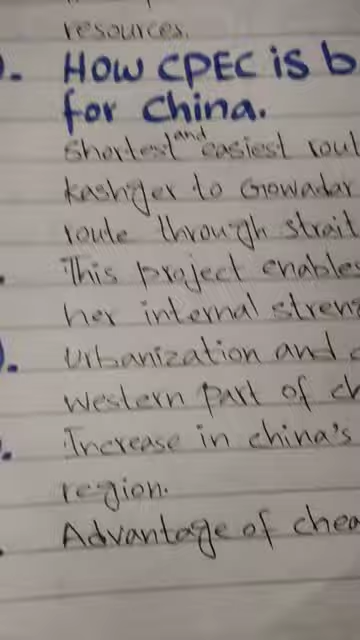 resources.
HOW CPEC is b
for China.
Shortest and easiest rout
Kashger to Gowadar
route through strait
This project enables
her internal stren
Urbanization and
Western part of ch
Increase in china's
region.
Advantage of chea